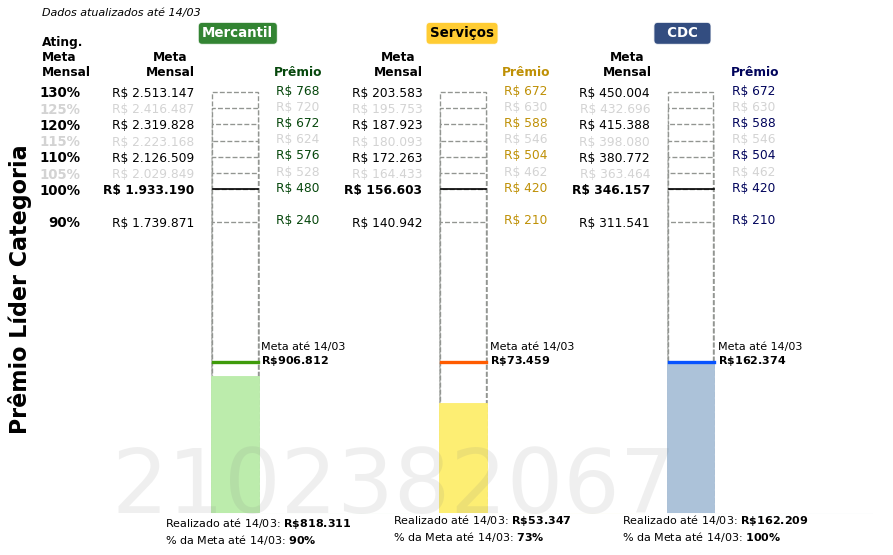 Dados atualizados até 14/03
Prêmio Líder Categoria
Mercantil Serviços CDC
Ating. Meta Mensal
Meta Mensal Prêmio Meta Mensal Prêmio Meta Mensal Prêmio
130% R$ 2.513.147 R$ 768 R$ 203.583 R$ 672 R$ 450.004 R$ 672
125% R$ 2.416.487 R$ 720 R$ 195.753 R$ 630 R$ 432.696 R$ 630
120% R$ 2.319.828 R$ 672 R$ 187.923 R$ 588 R$ 415.388 R$ 588
115% R$ 2.223.168 R$ 624 R$ 180.093 R$ 546 R$ 398.080 R$ 546
110% R$ 2.126.509 R$ 576 R$ 172.263 R$ 504 R$ 380.772 R$ 504
105% R$ 2.029.849 R$ 528 R$ 164.433 R$ 462 R$ 363.464 R$ 462
100% R$ 1.933.190 R$ 480 R$ 156.603 R$ 420 R$ 346.157 R$ 420
90% R$ 1.739.871 R$ 240 R$ 140.942 R$ 210 R$ 311.541 R$ 210
Meta até 14/03 Meta até 14/03 Meta até 14/03
R$906.812 R$73.459 R$162.374
2102382067
Realizado até 14/03: R$818.311 Realizado até 14/03: R$53.347 Realizado até 14/03: R$162.209
% da Meta até 14/03: 90% % da Meta até 14/03: 73% % da Meta até 14/03: 100%